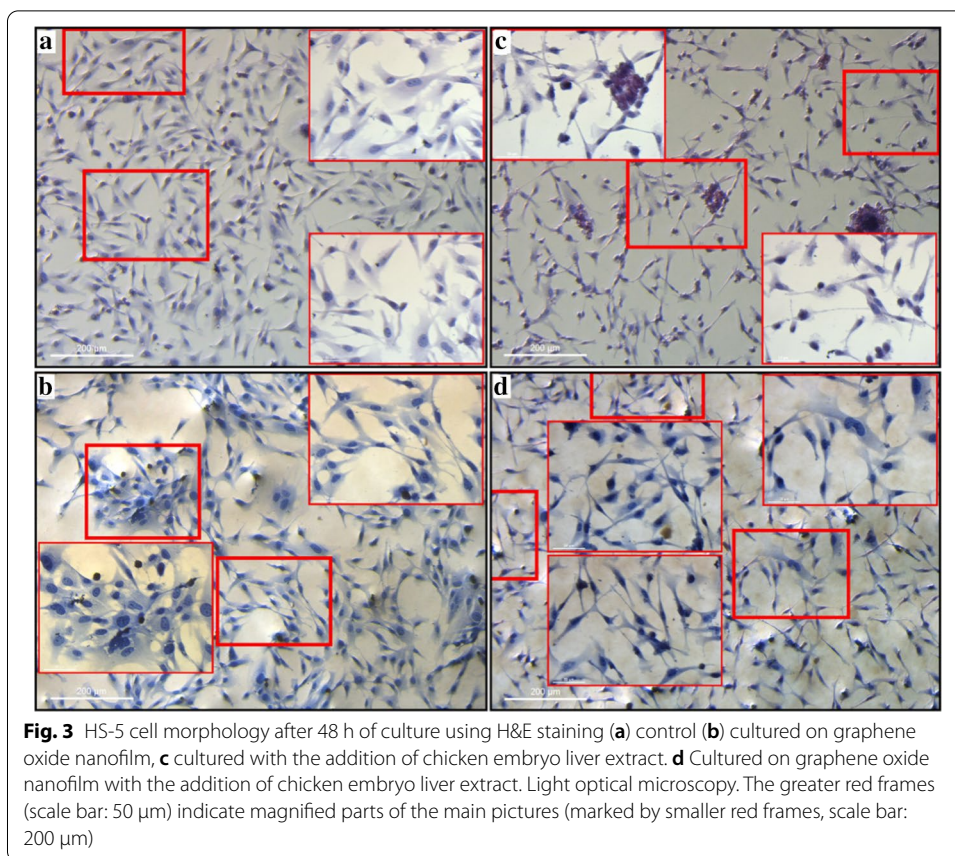 a
c
200 µm
200 µm
b
d
200 µm
200 µm
Fig. 3 HS-5 cell morphology after 48 h of culture using H&E staining (a) control (b) cultured on graphene
oxide nanofilm, c cultured with the addition of chicken embryo liver extract. d Cultured on graphene oxide
nanofilm with the addition of chicken embryo liver extract. Light optical microscopy. The greater red frames
(scale bar: 50 µm) indicate magnified parts of the main pictures (marked by smaller red frames, scale bar:
200 µm)